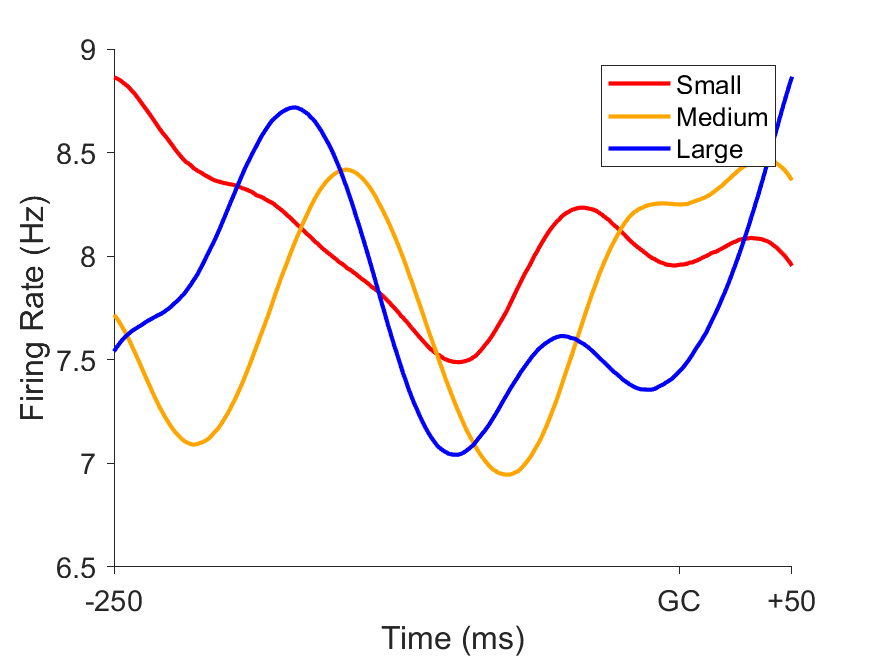 9
8.5
8
7.5
7
6.5
Firing Rate (Hz)
Small
Medium
Large
-250
GC
+50
Time (ms)